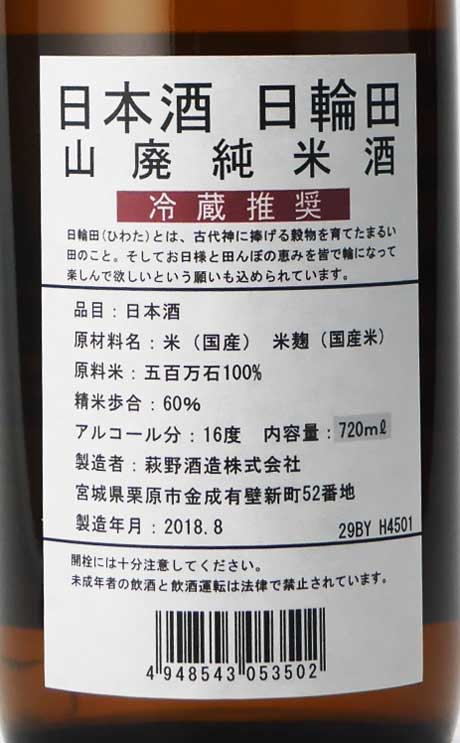 日本酒 日輪田
山廃純米酒
冷蔵推奨
日輪田(ひわた)とは、古代神に捧げる穀物を育てたまるい
田のこと。そしてお日様と田んぼの恵みを皆で輪になって
楽しんで欲しいという願いも込められています。
品目：日本酒
原材料名：米（国産） 米麹（国産米）
原料米：五百万石100%
精米歩合：60%
アルコール分：16度 内容量：720mℓ
製造者：萩野酒造株式会社
宮城県栗原市金成有壁新町52番地
製造年月：2018.8 29BY H4501
開栓には十分注意してください。
未成年者の飲酒と飲酒運転は法律で禁止されています。
4 948543 053502